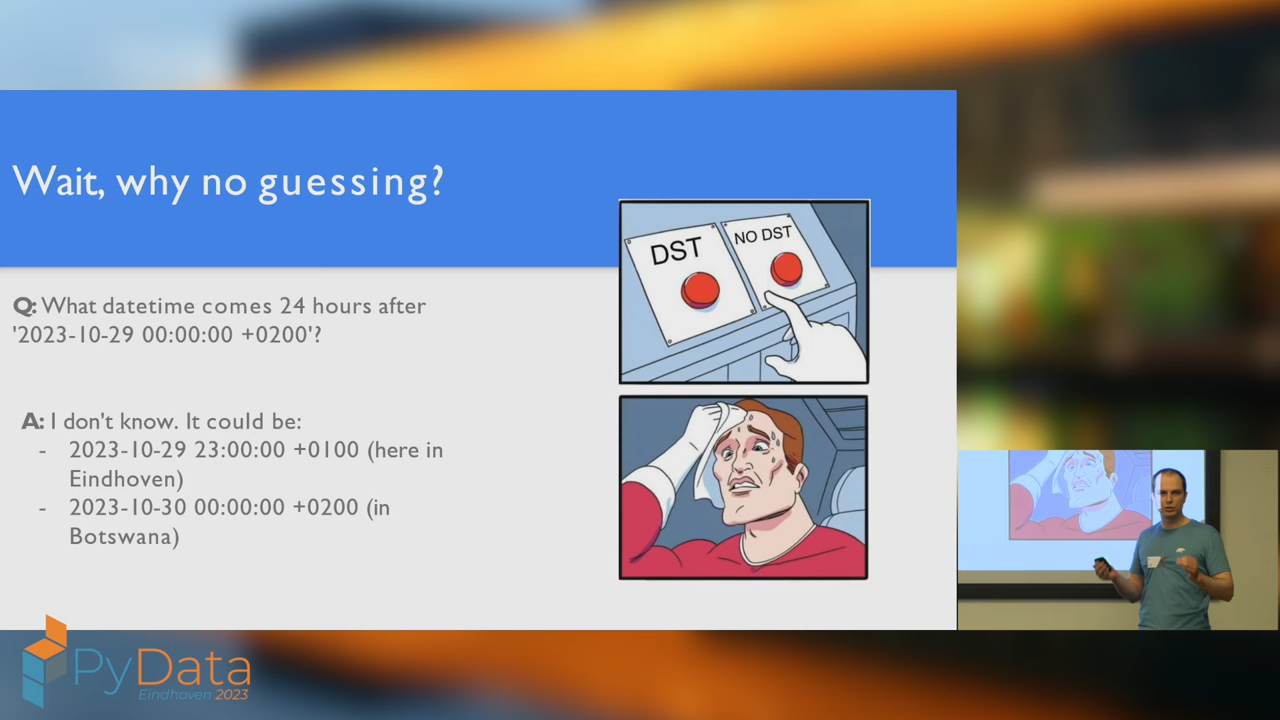 Wait, why no guessing?
DST
NO DST
Q: What datetime comes 24 hours after
'2023-10-29 00:00:00 +0200'?
A: I don't know. It could be:
- 2023-10-29 23:00:00 +0100 (here in
Eindhoven)
- 2023-10-30 00:00:00 +0200 (in
Botswana)
PyData
Eindhoven 2023